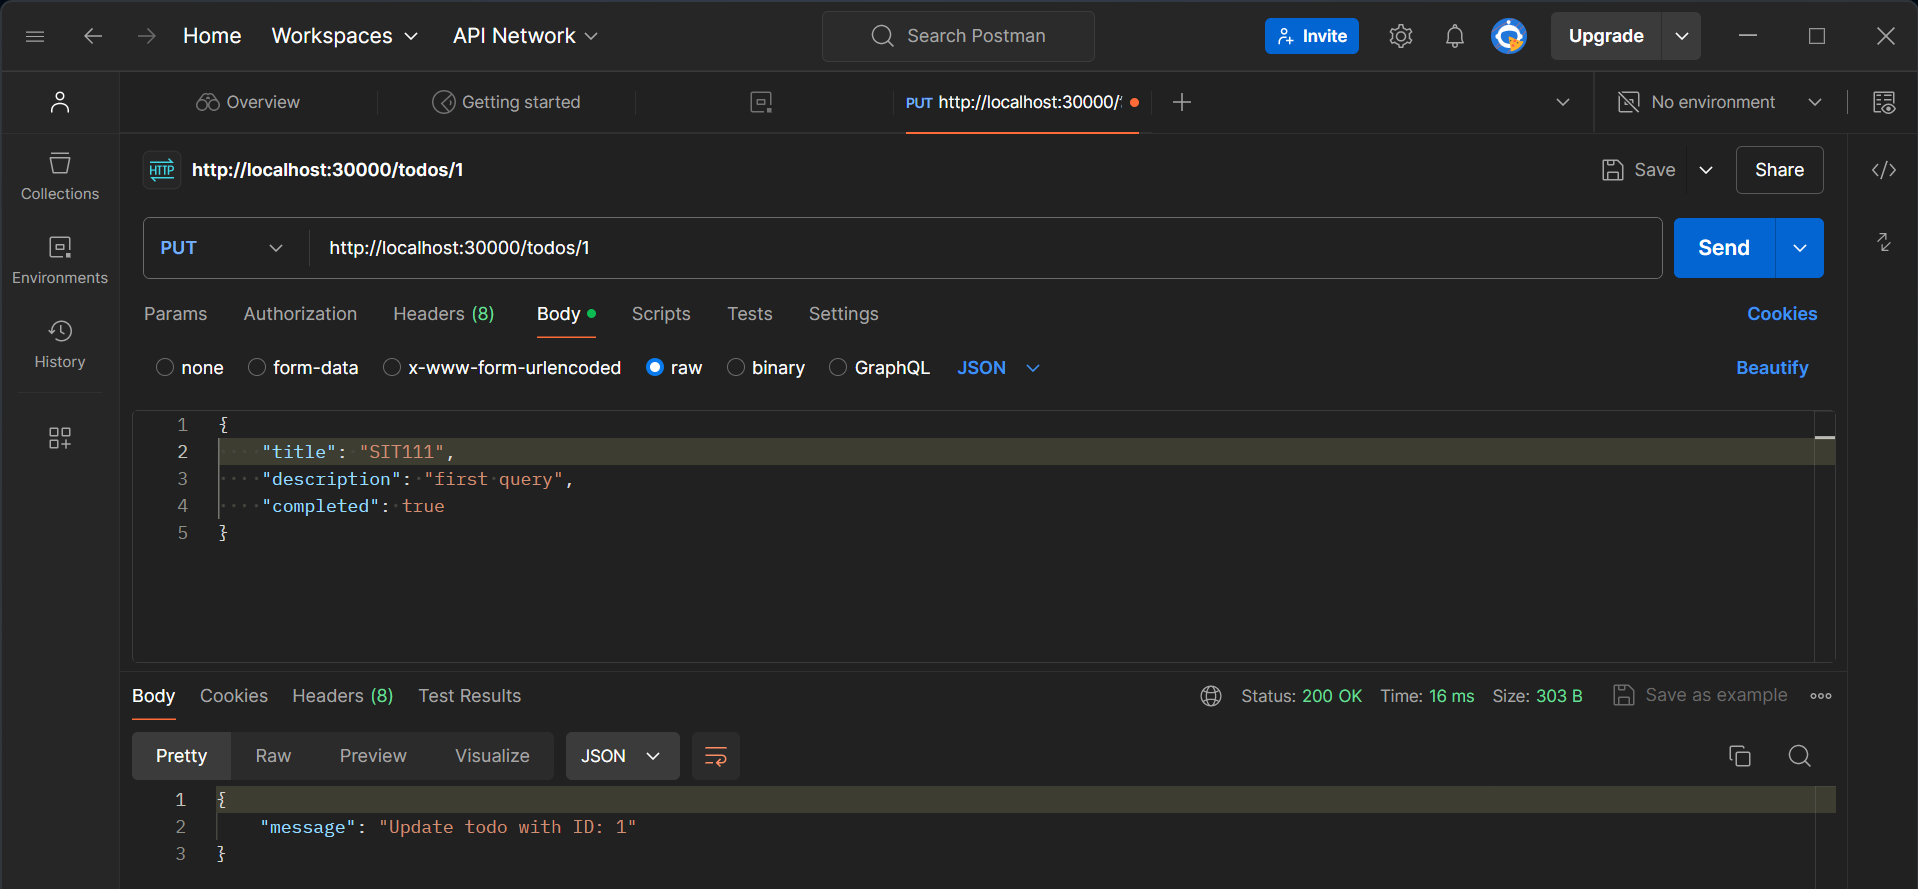 Home Workspaces API Network Search Postman Invite Upgrade
Overview Getting started PUT http://localhost:30000/ No environment
HTTP http://localhost:30000/todos/1 Save Share
Collections
PUT http://localhost:30000/todos/1 Send
Environments
Params Authorization Headers (8) Body Scripts Tests Settings Cookies
History
none form-data x-www-form-urlencoded raw binary GraphQL JSON Beautify
1 {
2 "title": "SIT111",
3 "description": "first query",
4 "completed": true
5 }
Body Cookies Headers (8) Test Results Status: 200 OK Time: 16 ms Size: 303 B Save as example
Pretty Raw Preview Visualize JSON
1 {
2 "message": "Update todo with ID: 1"
3 }